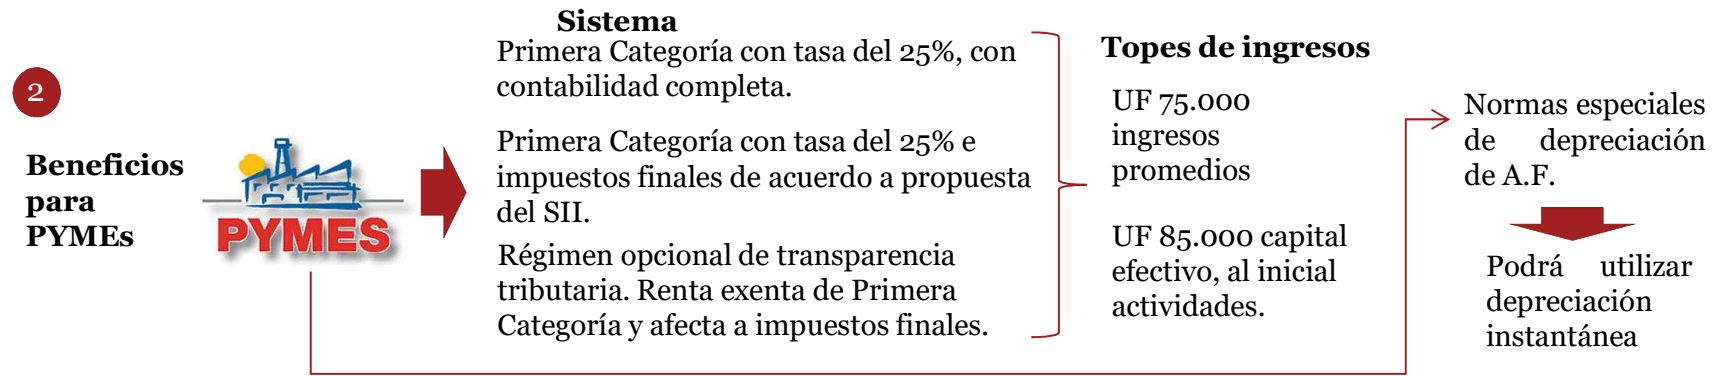 2
Beneficios
para
PYMEs
PYMES
Sistema
Primera Categoría con tasa del 25%, con
contabilidad completa.
Primera Categoría con tasa del 25% e
impuestos finales de acuerdo a propuesta
del SII.
Régimen opcional de transparencia
tributaria. Renta exenta de Primera
Categoría y afecta a impuestos finales.
Topes de ingresos
UF 75.000
ingresos
promedios
UF 85.000 capital
efectivo, al inicial
actividades.
Normas especiales
de depreciación
de A.F.
Podrá utilizar
depreciación
instantánea